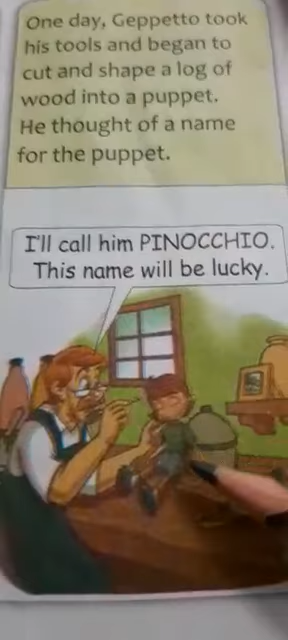 One day, Geppetto took
his tools and began to
cut and shape a log of
wood into a puppet.
He thought of a name
for the puppet.
I'll call him PINOCCHIO.
This name will be lucky.